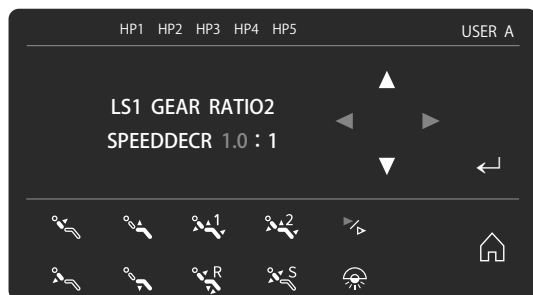 HP1 HP2 HP3 HP4 HP5 USER A
LS1 GEAR RATIO2
SPEEDDECR 1.0 : 1
1 2
R S